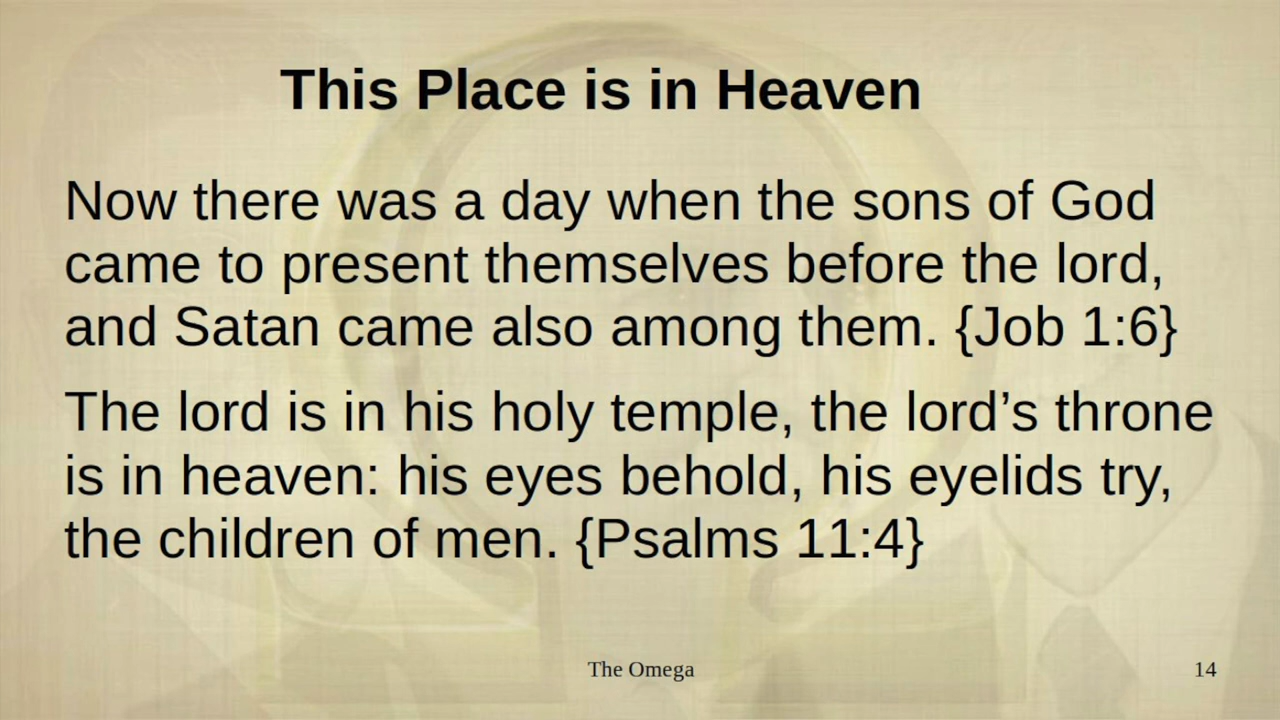 This Place is in Heaven
Now there was a day when the sons of God
came to present themselves before the lord,
and Satan came also among them. {Job 1:6}
The lord is in his holy temple, the lord’s throne
is in heaven: his eyes behold, his eyelids try,
the children of men. {Psalms 11:4}
The Omega
14